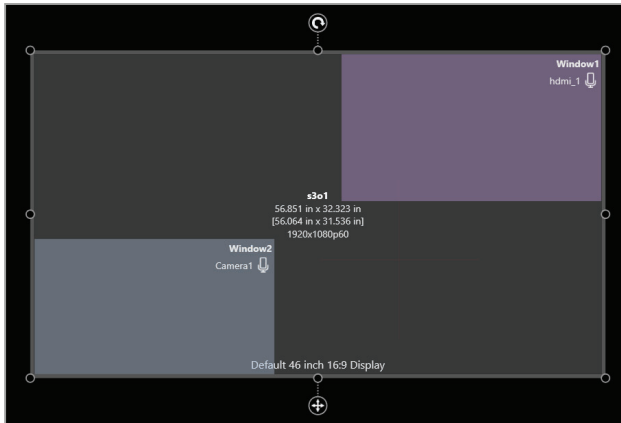 Window1
hdmi_1
s3o1
56.851 in x 32.323 in
[56.064 in x 31.536 in]
1920x1080p60
Window2
Camera1
Default 46 inch 16:9 Display